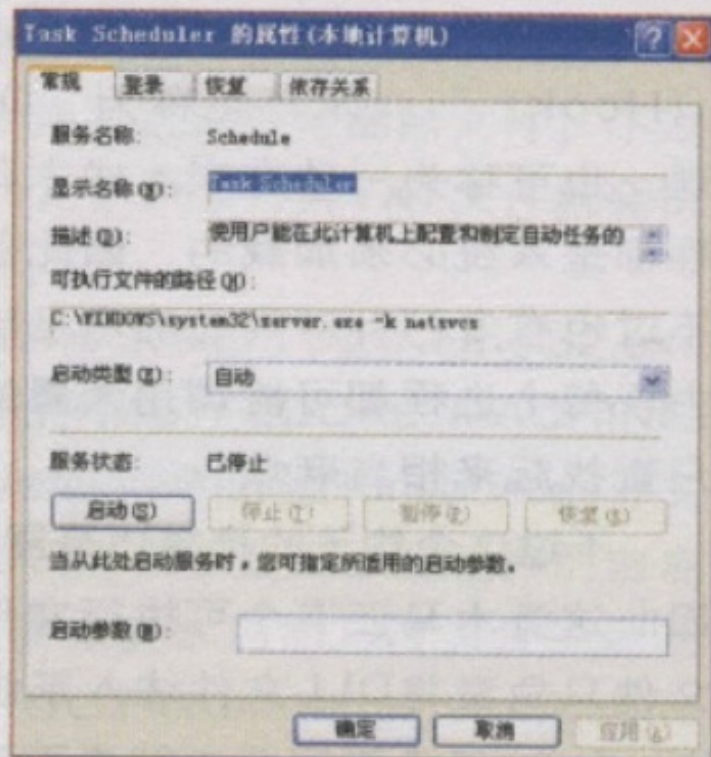 Task Scheduler 的属性(本地计算机)
常规 登录 恢复 依存关系
服务名称: Schedule
显示名称(N): Task Scheduler
描述(D): 使用户能在此计算机上配置和制定自动任务的
可执行文件的路径(H):
C:\WINDOWS\system32\server.exe -k netsvcs
启动类型(E): 自动
服务状态: 已停止
启动(S) 停止(T) 暂停(P) 恢复(R)
当从此处启动服务时，您可指定所适用的启动参数。
启动参数(M):
确定 取消 应用(A)